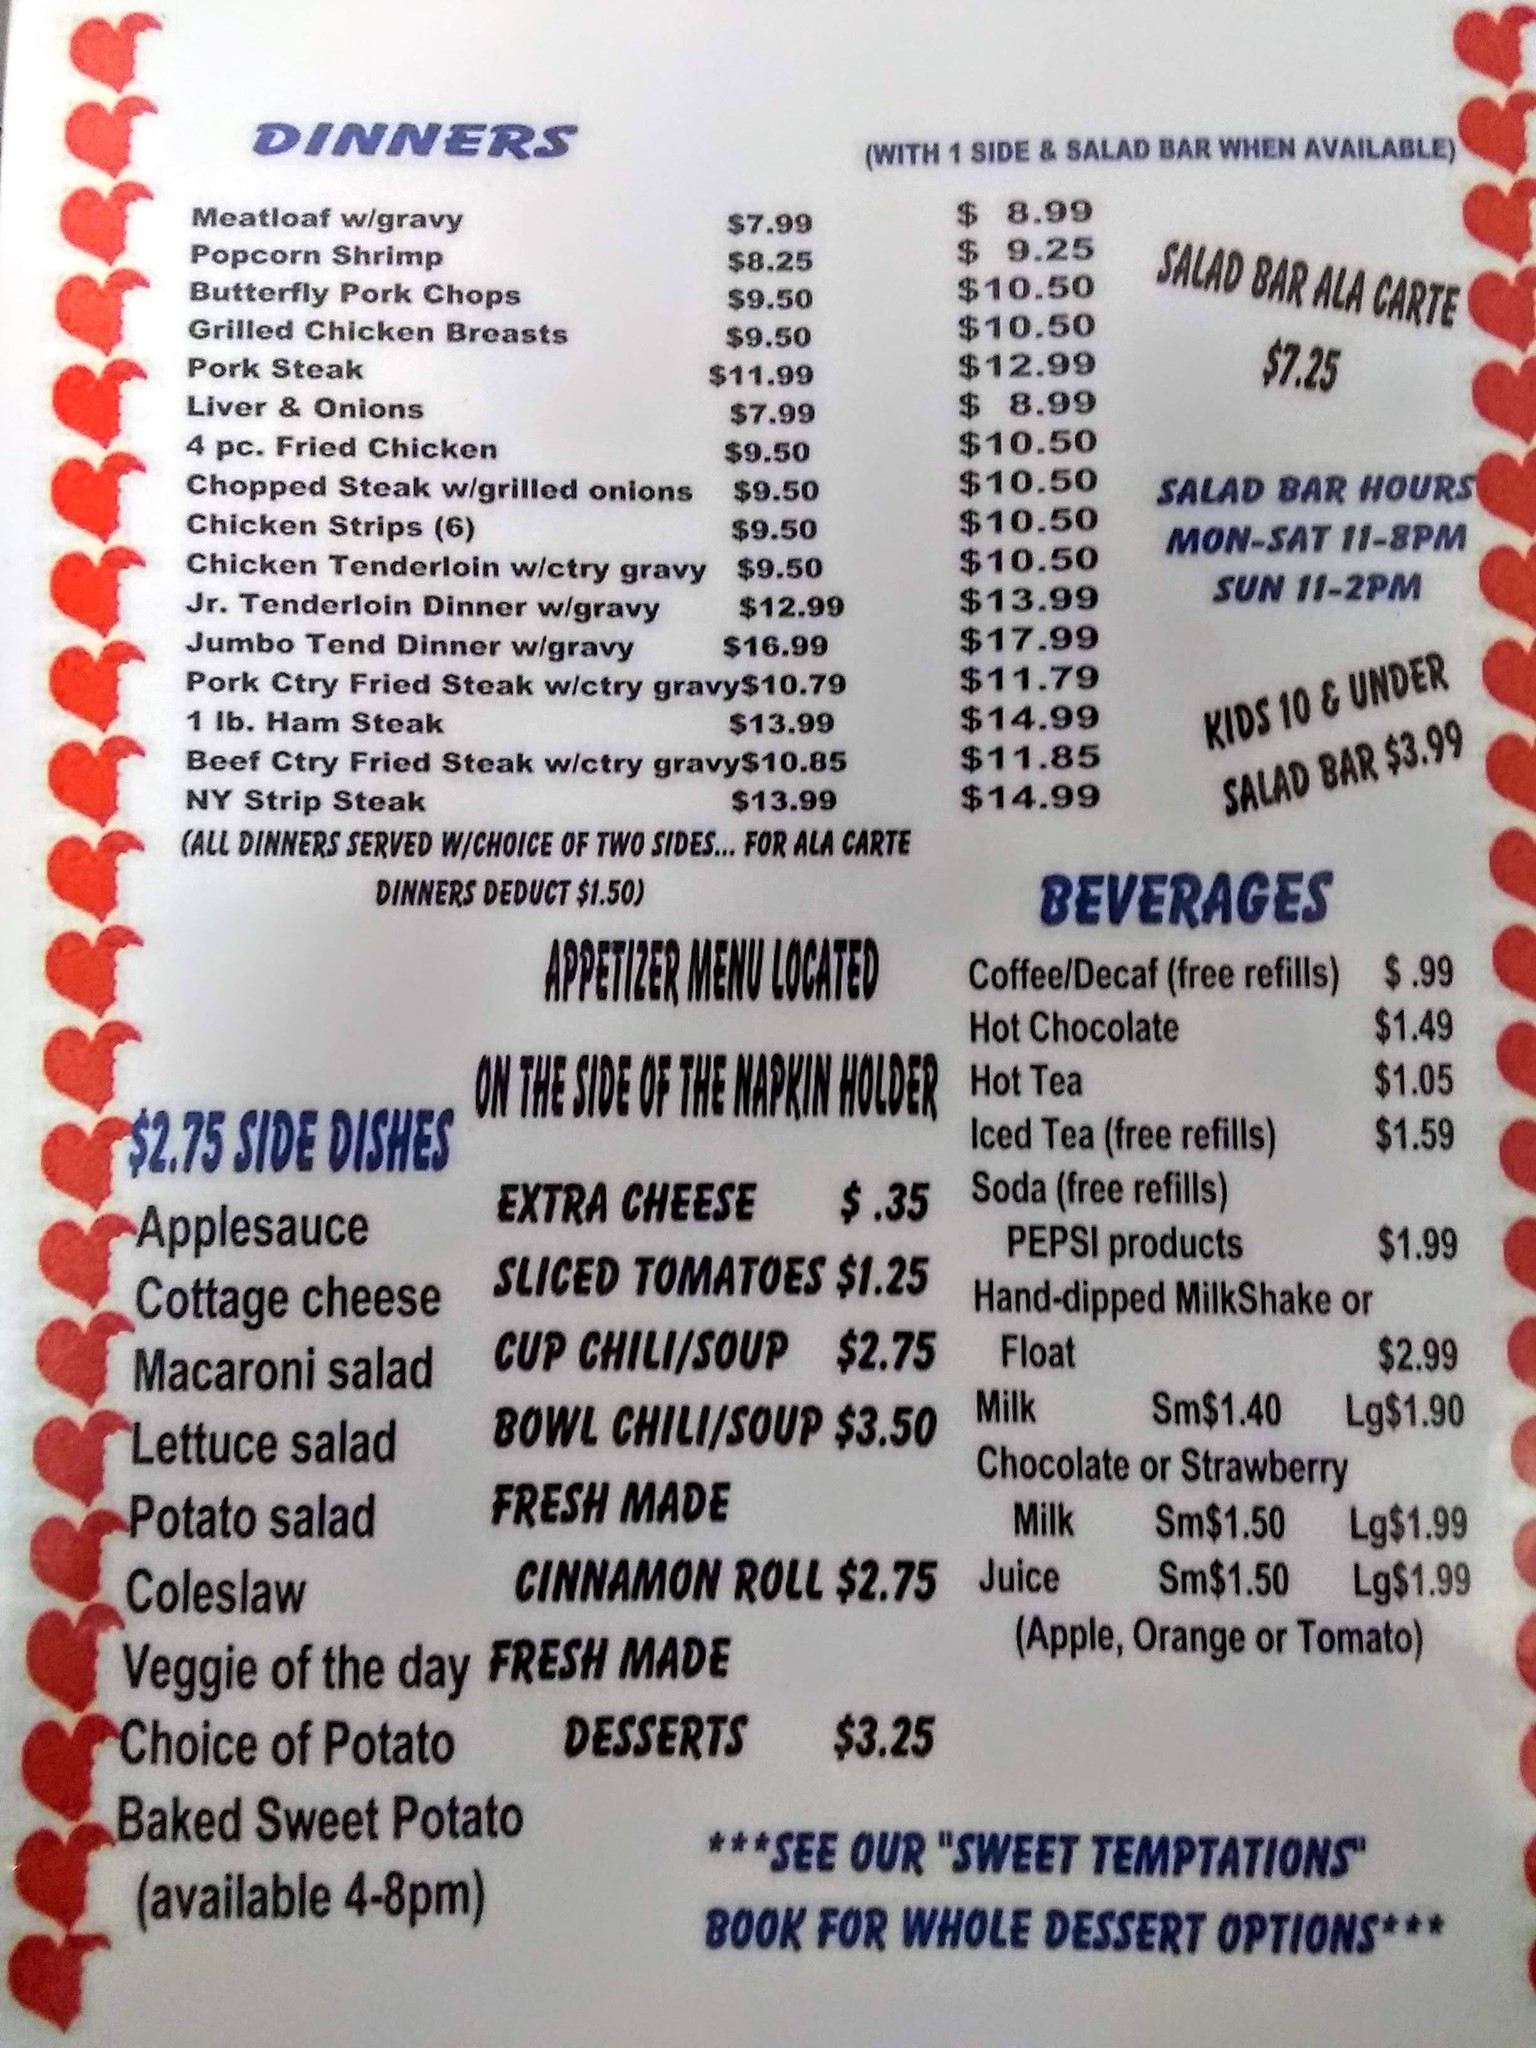 DINNERS (WITH 1 SIDE & SALAD BAR WHEN AVAILABLE)
Meatloaf w/gravy $7.99 $ 8.99
Popcorn Shrimp $8.25 $ 9.25
Butterfly Pork Chops $9.50 $10.50
Grilled Chicken Breasts $9.50 $10.50
Pork Steak $11.99 $12.99
Liver & Onions $7.99 $ 8.99
4 pc. Fried Chicken $9.50 $10.50
Chopped Steak w/grilled onions $9.50 $10.50
Chicken Strips (6) $9.50 $10.50
Chicken Tenderloin w/ctry gravy $9.50 $10.50
Jr. Tenderloin Dinner w/gravy $12.99 $13.99
Jumbo Tend Dinner w/gravy $16.99 $17.99
Pork Ctry Fried Steak w/ctry gravy$10.79 $11.79
1 lb. Ham Steak $13.99 $14.99
Beef Ctry Fried Steak w/ctry gravy$10.85 $11.85
NY Strip Steak $13.99 $14.99
(ALL DINNERS SERVED W/CHOICE OF TWO SIDES... FOR ALA CARTE
DINNERS DEDUCT $1.50)
SALAD BAR ALA CARTE
$7.25
SALAD BAR HOURS
MON-SAT 11-8PM
SUN 11-2PM
KIDS 10 & UNDER
SALAD BAR $3.99
APPETIZER MENU LOCATED
ON THE SIDE OF THE NAPKIN HOLDER
$2.75 SIDE DISHES
Applesauce
Cottage cheese
Macaroni salad
Lettuce salad
Potato salad
Coleslaw
Veggie of the day
Choice of Potato
Baked Sweet Potato
(available 4-8pm)
EXTRA CHEESE $ .35
SLICED TOMATOES $1.25
CUP CHILI/SOUP $2.75
BOWL CHILI/SOUP $3.50
FRESH MADE
CINNAMON ROLL $2.75
FRESH MADE
DESSERTS $3.25
BEVERAGES
Coffee/Decaf (free refills) $ .99
Hot Chocolate $1.49
Hot Tea $1.05
Iced Tea (free refills) $1.59
Soda (free refills)
PEPSI products $1.99
Hand-dipped MilkShake or
Float $2.99
Milk Sm$1.40 Lg$1.90
Chocolate or Strawberry
Milk Sm$1.50 Lg$1.99
Juice Sm$1.50 Lg$1.99
(Apple, Orange or Tomato)
***SEE OUR "SWEET TEMPTATIONS"
BOOK FOR WHOLE DESSERT OPTIONS***